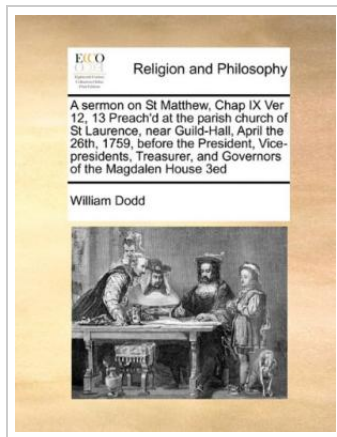 ECCO
Religion and Philosophy
A sermon on St Matthew, Chap IX Ver
12, 13 Preach'd at the parish church of
St Laurence, near Guild-Hall, April the
26th, 1759, before the President, Vice-
presidents, Treasurer, and Governors
of the Magdalen House 3ed
William Dodd